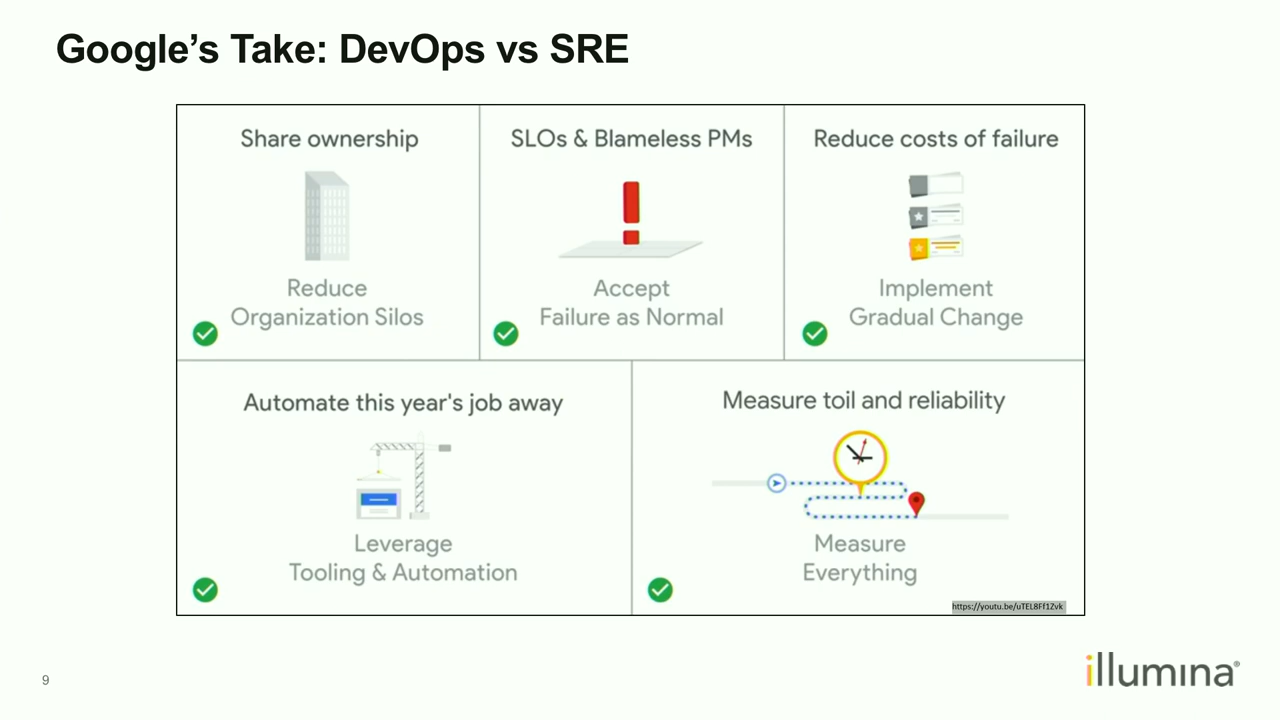 Google’s Take: DevOps vs SRE
Share ownership
Reduce
Organization Silos
SLOs & Blameless PMs
Accept
Failure as Normal
Reduce costs of failure
Implement
Gradual Change
Automate this year's job away
Leverage
Tooling & Automation
Measure toil and reliability
Measure
Everything
https://youtu.be/uTEL8Ff1Zvk
9
illumina®